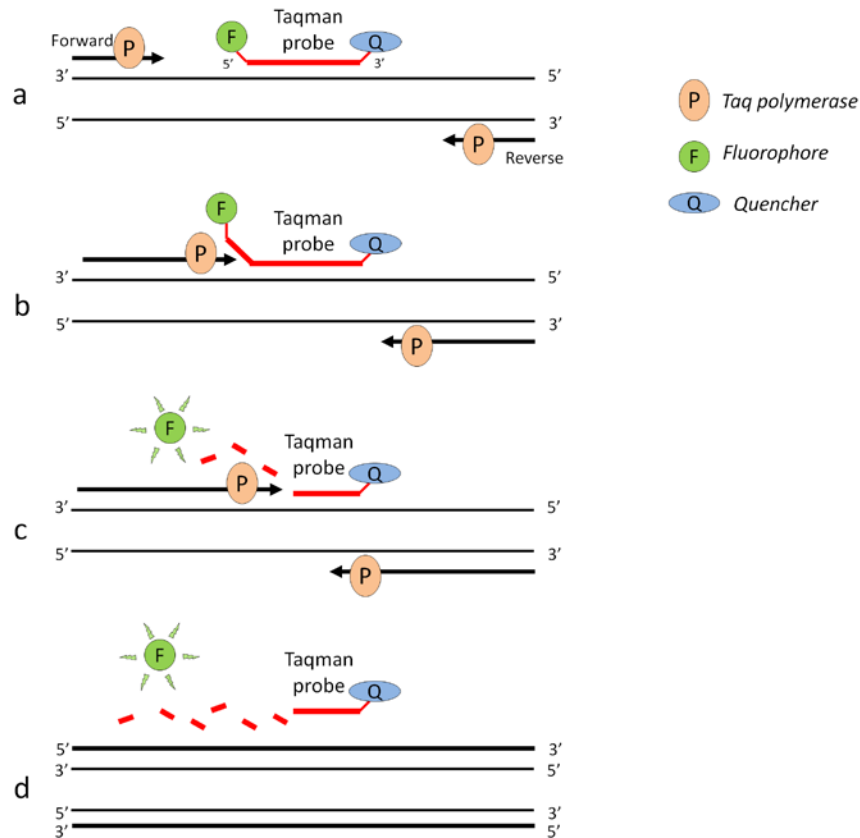 Forward
P
F
Taqman
probe
Q
5’
3’
3’
5’
a
5’
3’
P
Reverse
P
Taq polymerase
F
Fluorophore
Q
Quencher
F
Taqman
probe
Q
P
3’
5’
b
5’
3’
P
F
Taqman
probe
Q
P
3’
5’
c
5’
3’
P
F
Taqman
probe
Q
5’
3’
3’
5’
d
5’
3’
3’
5’